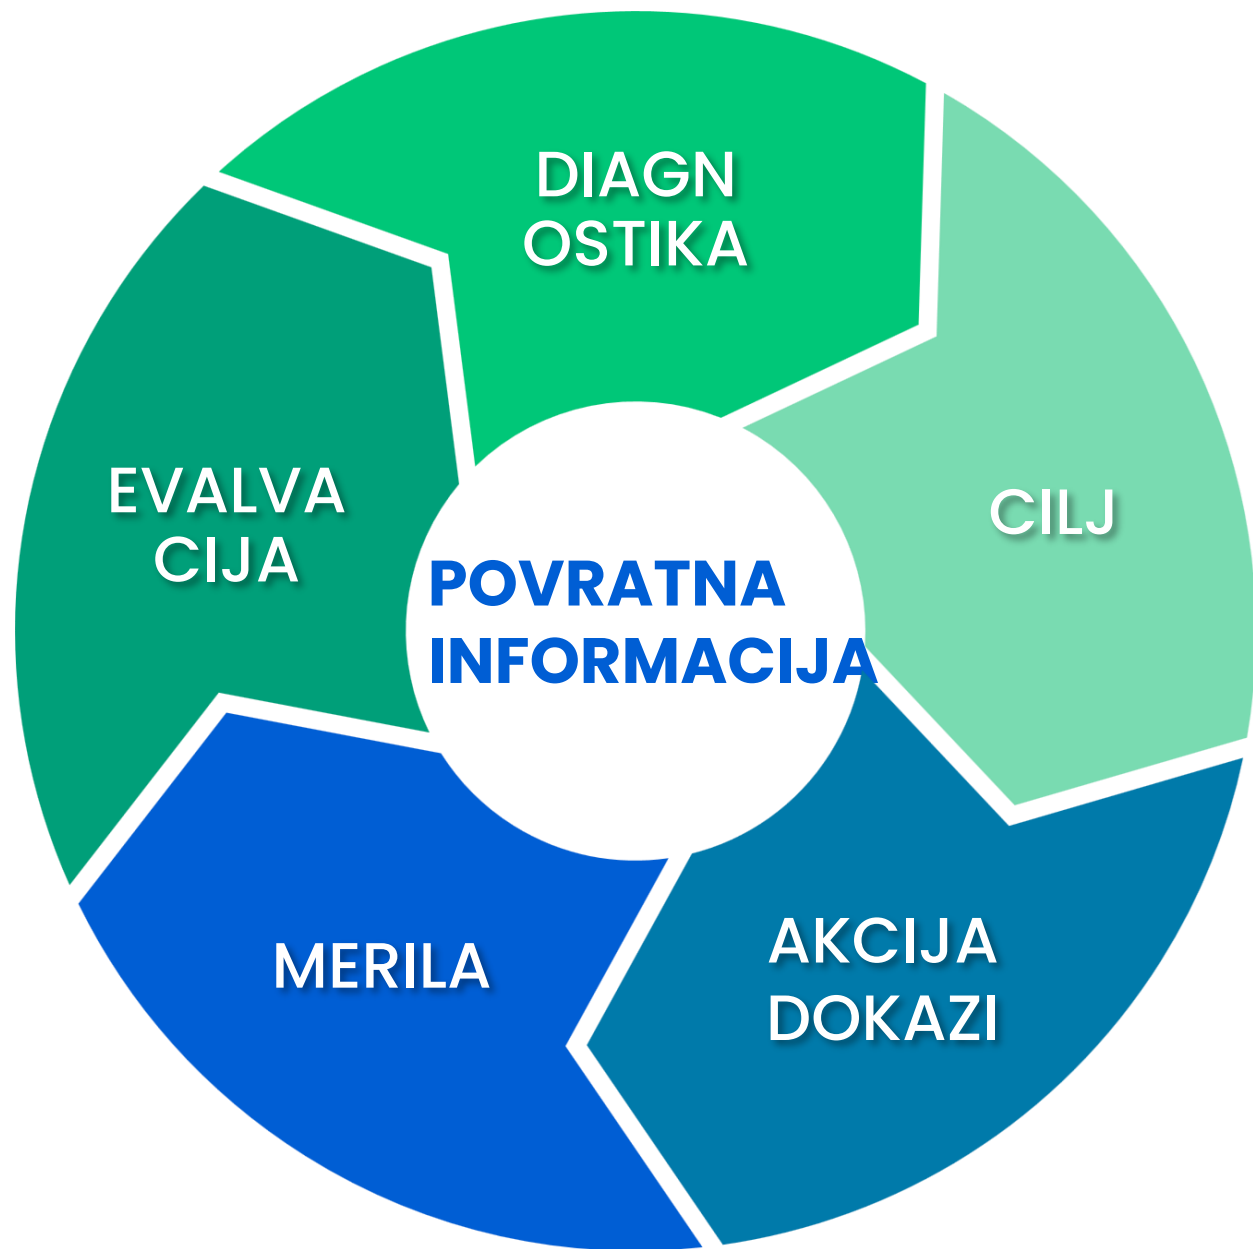 DIAGN
OSTIKA
CILJ
AKCIJA
DOKAZI
MERILA
EVALVA
CIJA
POVRATNA
INFORMACIJA